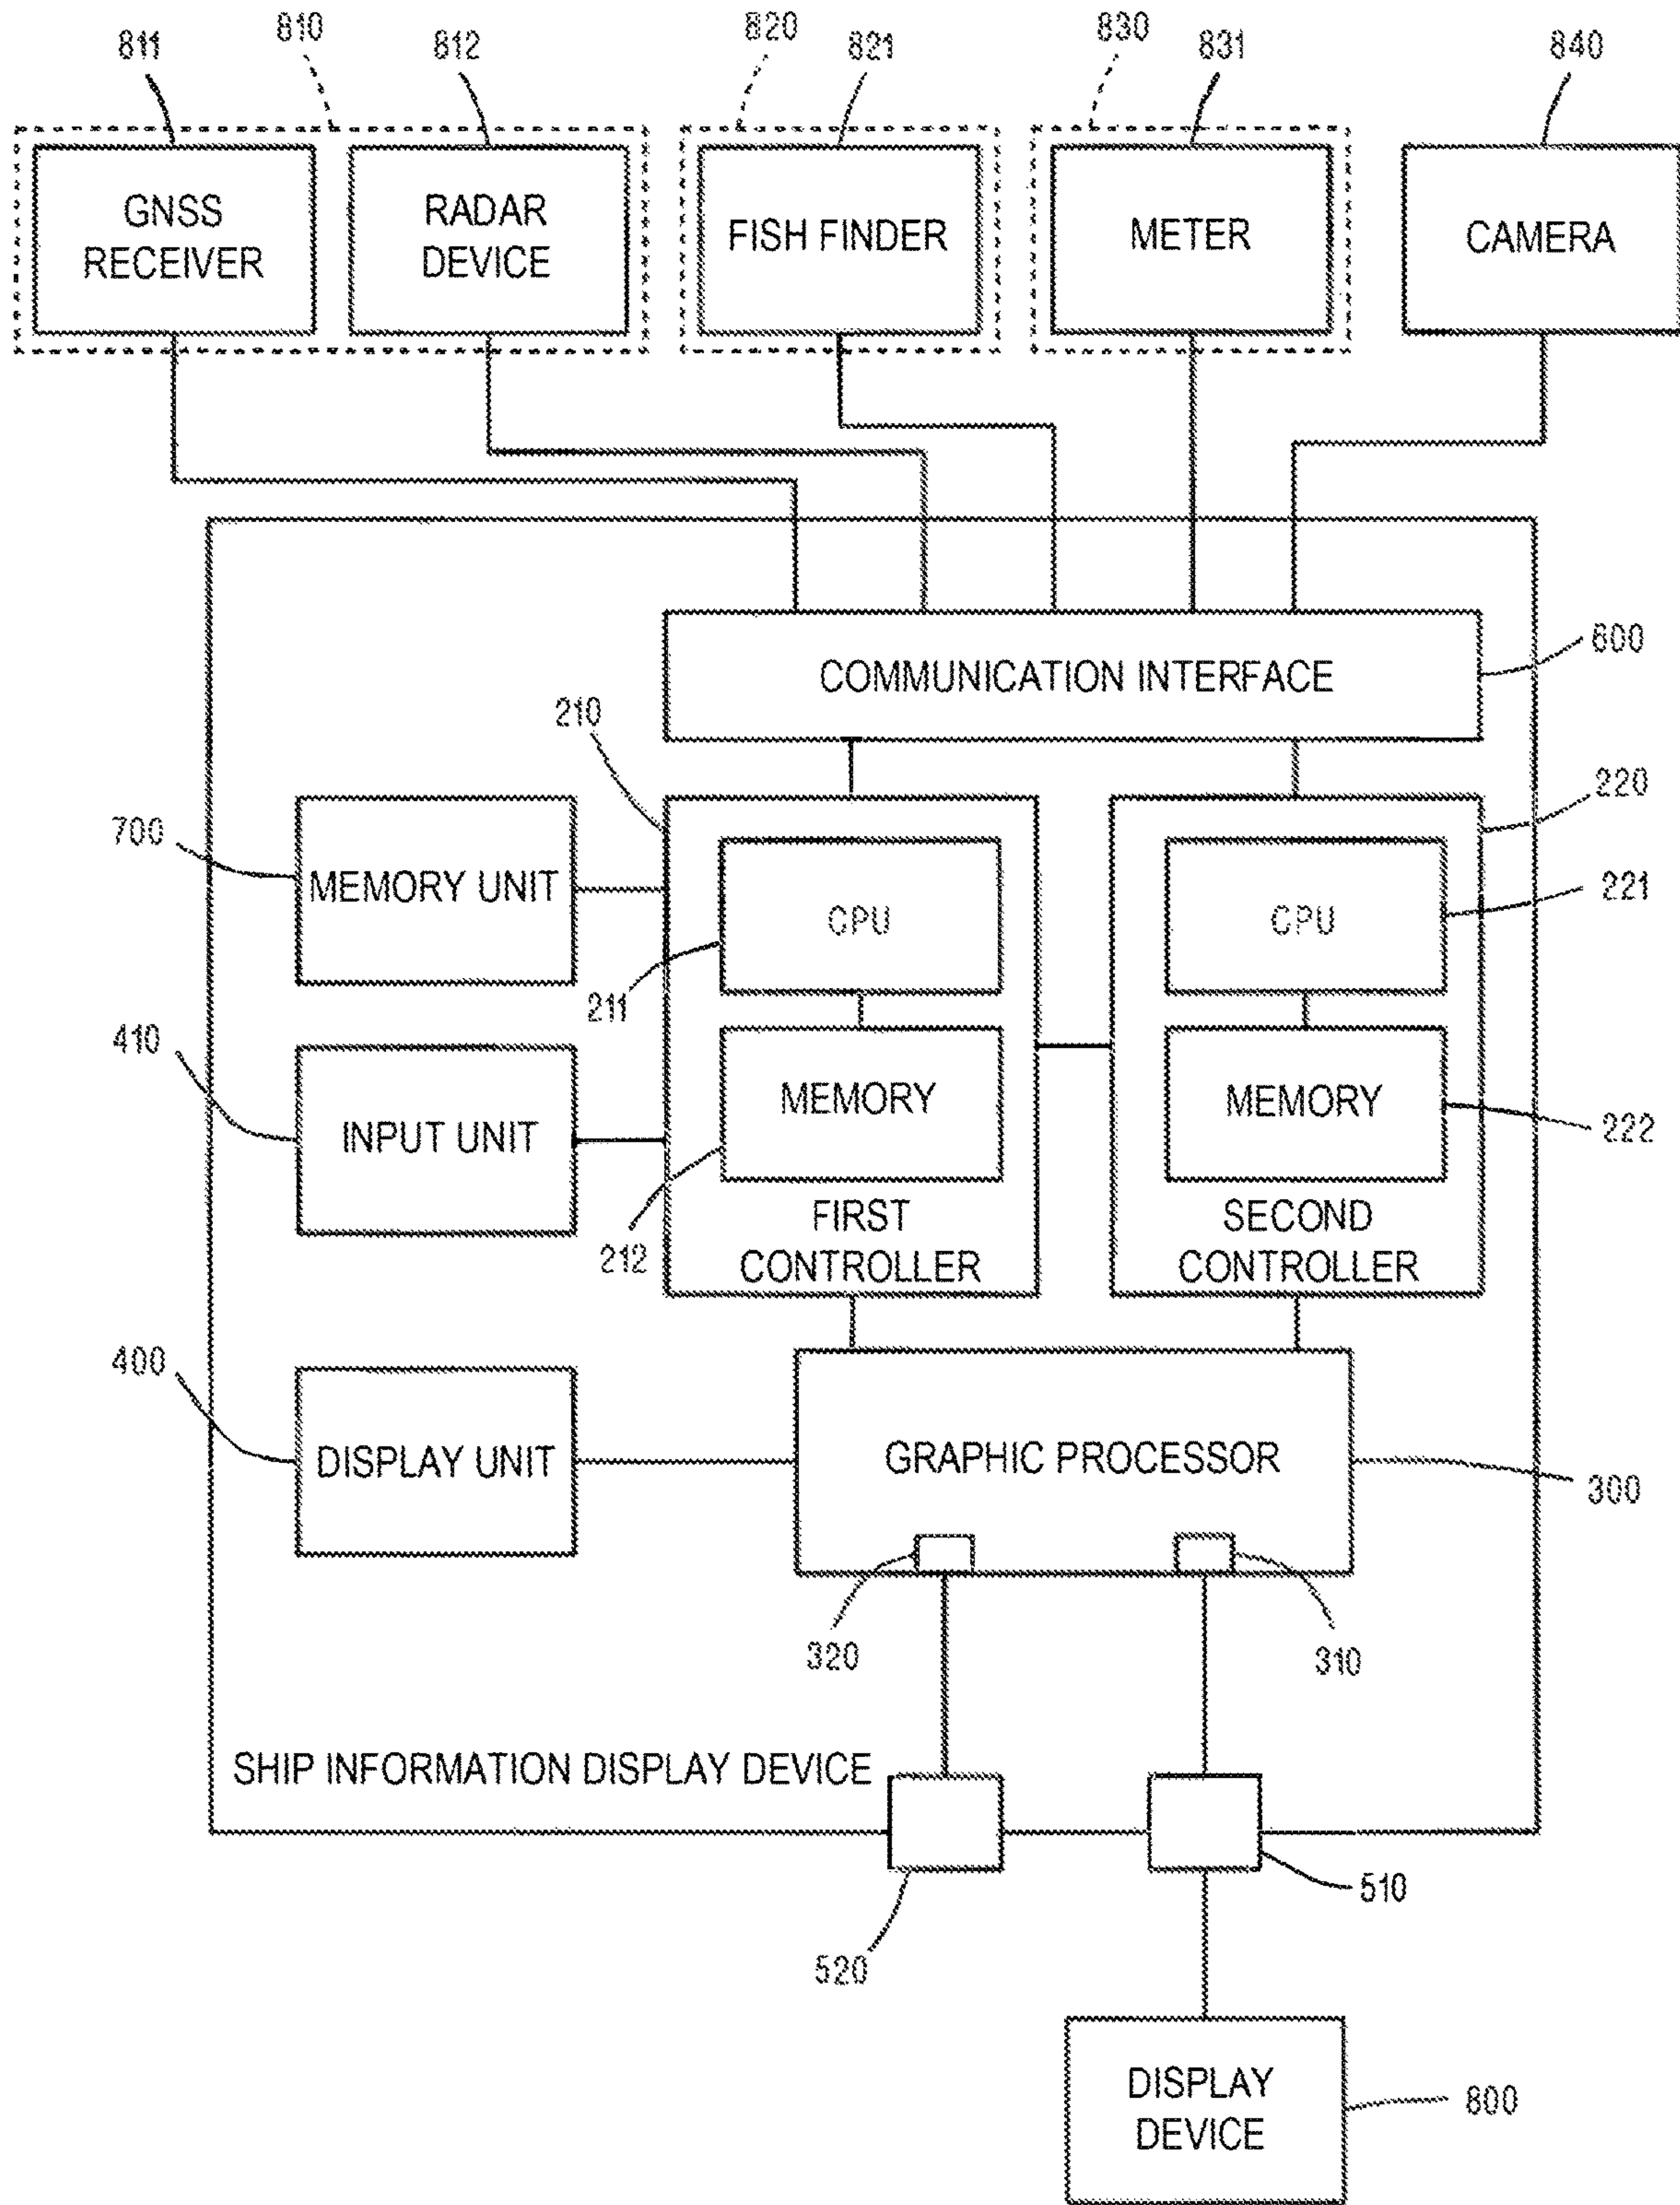 811 810 812 820 821 830 831 840
GNSS
RECEIVER
RADAR
DEVICE
FISH FINDER
METER
CAMERA
COMMUNICATION INTERFACE
600
210
220
700
MEMORY UNIT
CPU
CPU
221
211
410
INPUT UNIT
MEMORY
MEMORY
222
212
FIRST
CONTROLLER
SECOND
CONTROLLER
400
DISPLAY UNIT
GRAPHIC PROCESSOR
300
320
310
SHIP INFORMATION DISPLAY DEVICE
510
520
DISPLAY
DEVICE
800